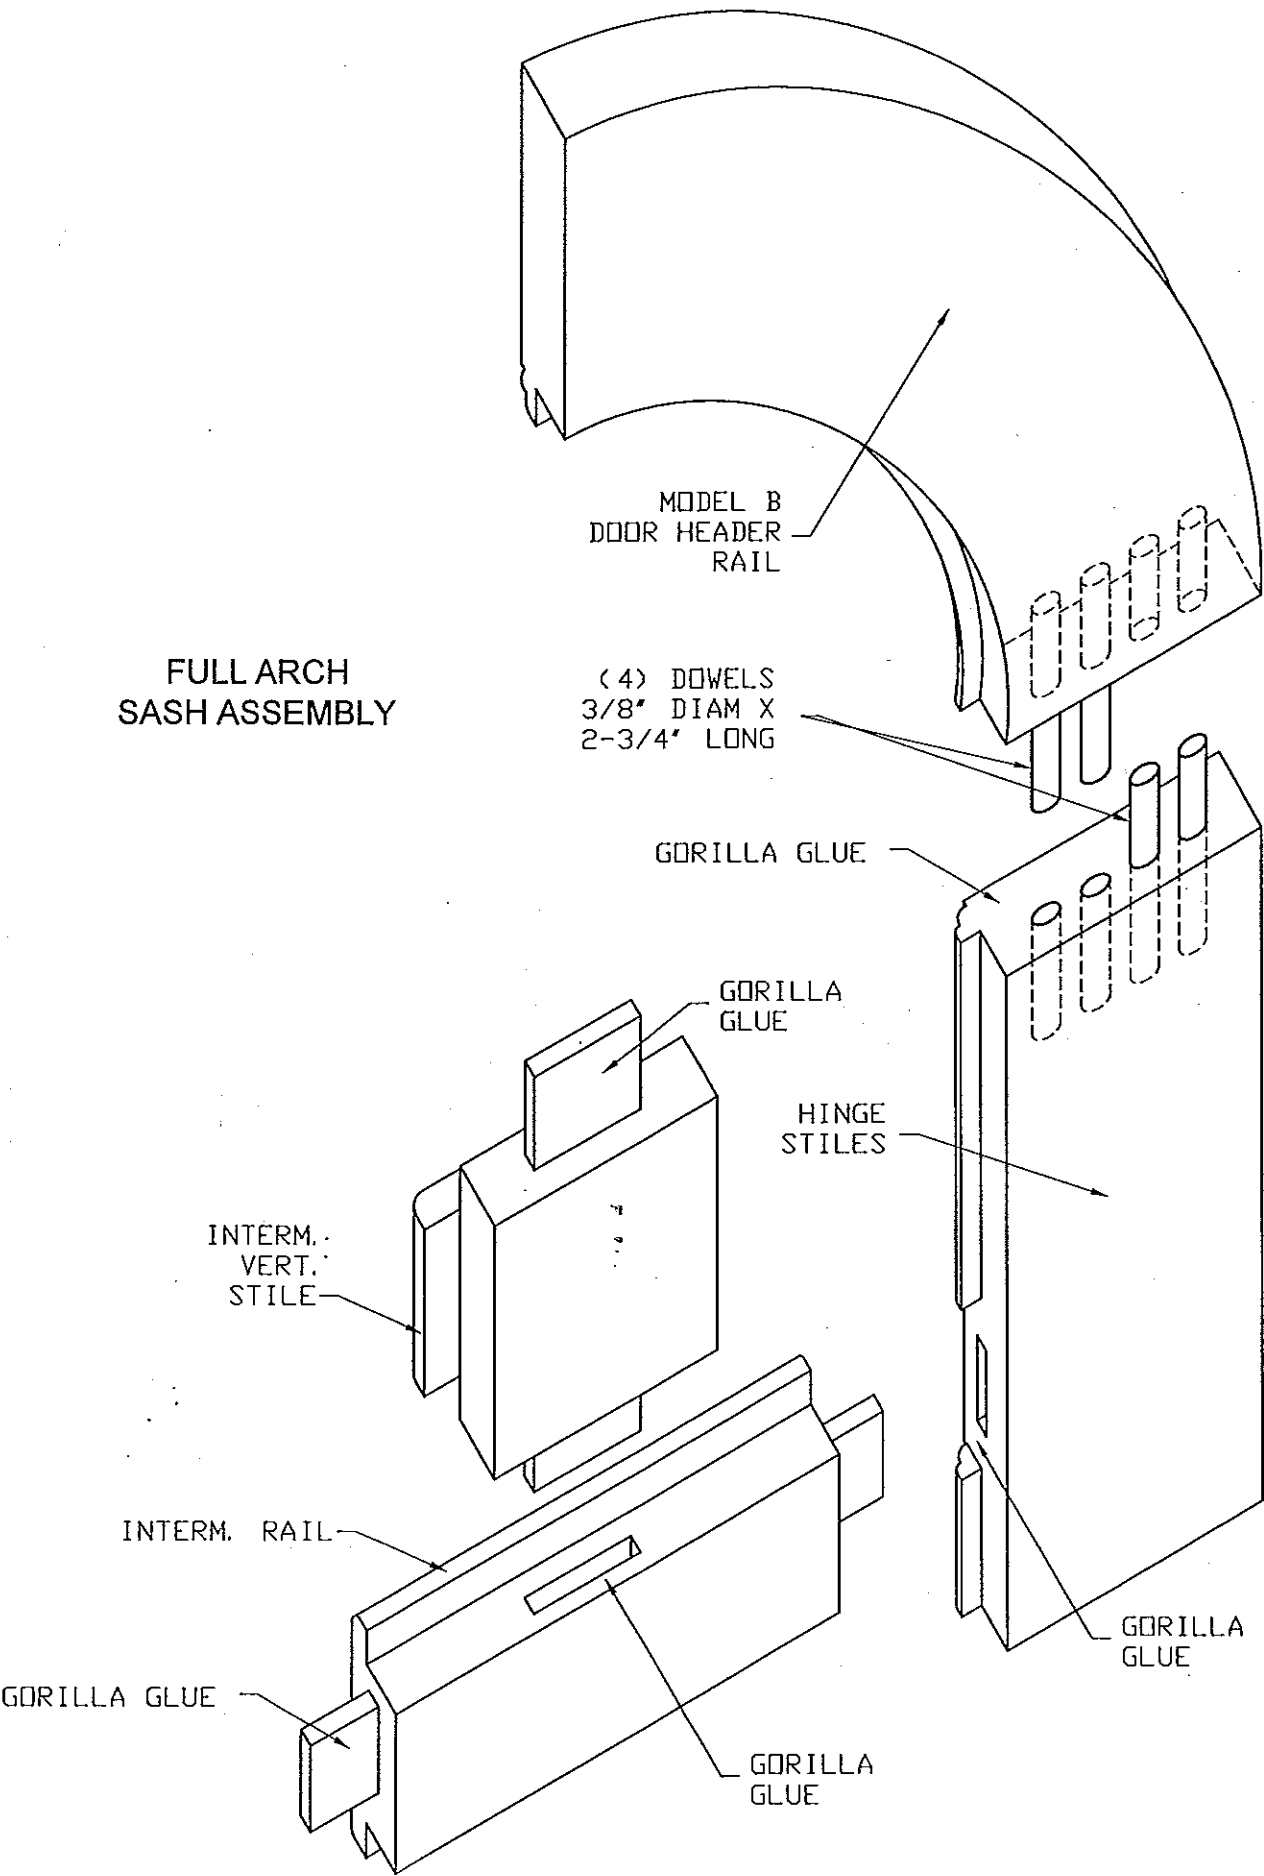 MODEL B
DOOR HEADER
RAIL
FULL ARCH
SASH ASSEMBLY
(4) DOWELS
3/8" DIAM X
2-3/4" LONG
GORILLA GLUE
GORILLA
GLUE
HINGE
STILES
INTERM.
VERT.
STILE
INTERM. RAIL
GORILLA
GLUE
GORILLA GLUE
GORILLA
GLUE